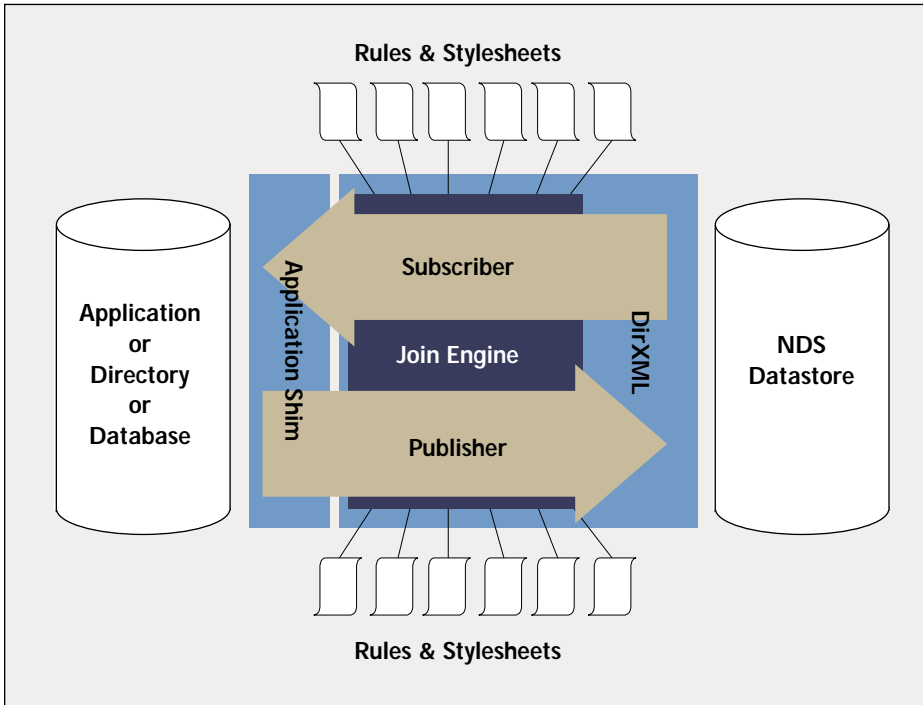 Rules & Stylesheets
Application
or
Directory
or
Database
Application Shim
Subscriber
Join Engine
Publisher
DirXML
NDS
Datastore
Rules & Stylesheets